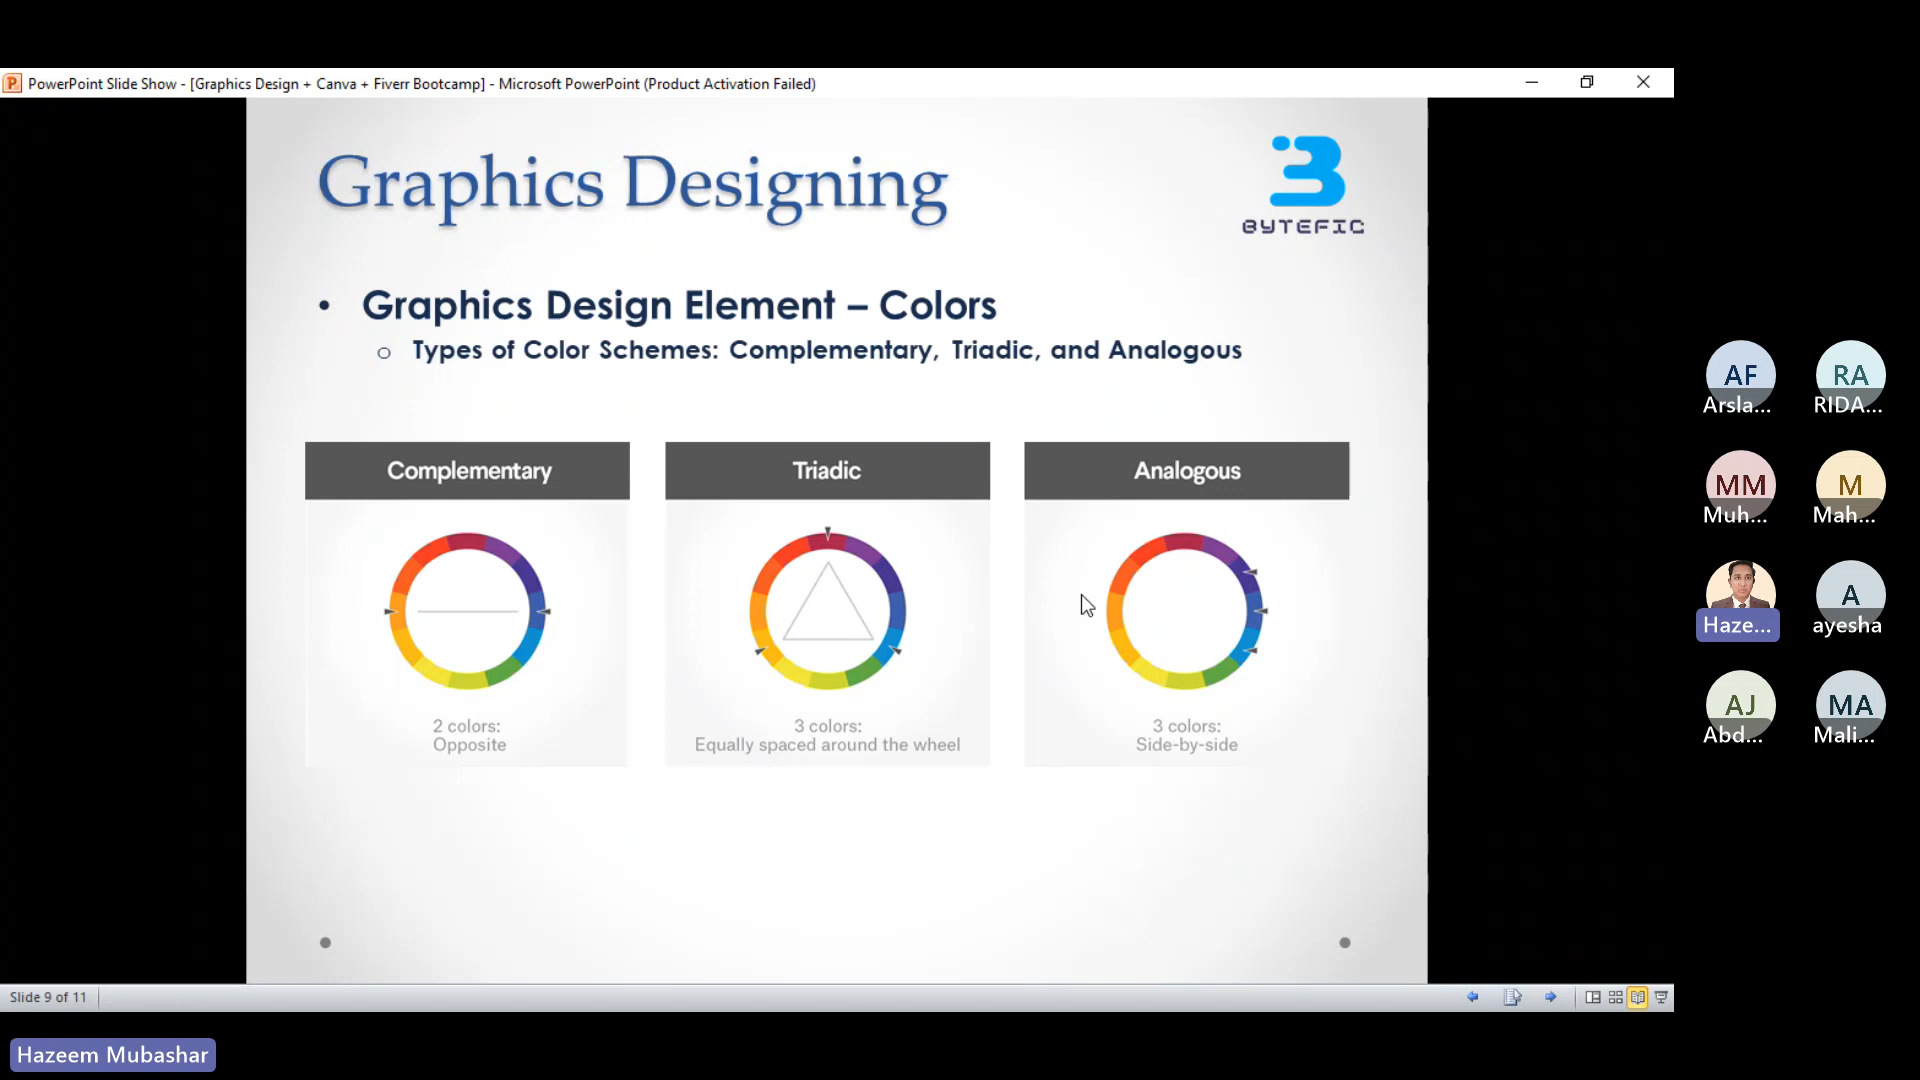 PowerPoint Slide Show - [Graphics Design + Canva + Fiverr Bootcamp] - Microsoft PowerPoint (Product Activation Failed)
Graphics Designing
BYTEFIC
• Graphics Design Element – Colors
o Types of Color Schemes: Complementary, Triadic, and Analogous
Complementary
2 colors:
Opposite
Triadic
3 colors:
Equally spaced around the wheel
Analogous
3 colors:
Side-by-side
AF
Arsla...
RA
RIDA...
MM
Muh...
M
Mah...
Haze...
A
ayesha
AJ
Abd...
MA
Mali...
Slide 9 of 11
Hazeem Mubashar